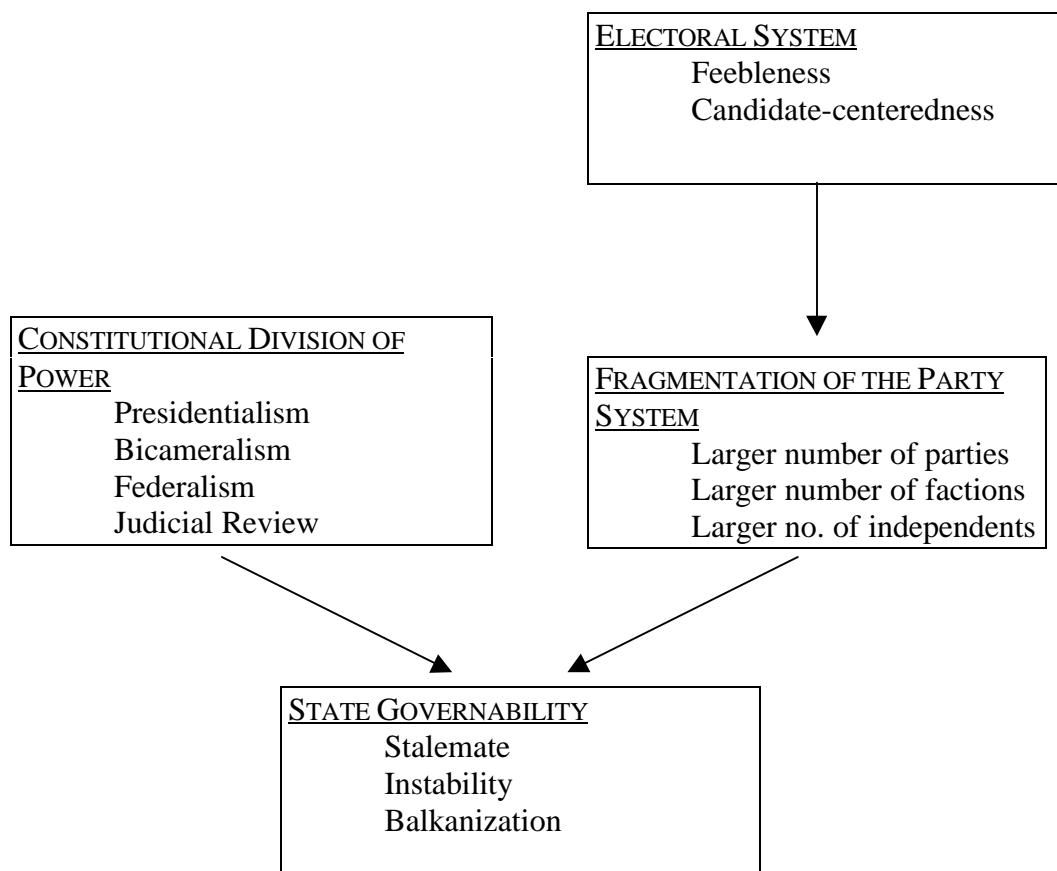 ELECTORAL SYSTEM
Feebleness
Candidate-centeredness
CONSTITUTIONAL DIVISION OF
POWER
Presidentialism
Bicameralism
Federalism
Judicial Review
FRAGMENTATION OF THE PARTY
SYSTEM
Larger number of parties
Larger number of factions
Larger no. of independents
STATE GOVERNABILITY
Stalemate
Instability
Balkanization